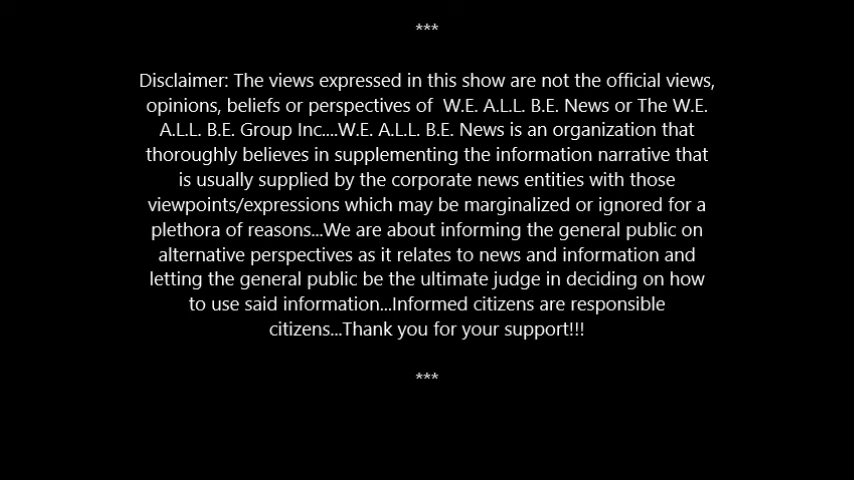 ***
Disclaimer: The views expressed in this show are not the official views,
opinions, beliefs or perspectives of  W.E. A.L.L. B.E. News or The W.E.
A.L.L. B.E. Group Inc....W.E. A.L.L. B.E. News is an organization that
thoroughly believes in supplementing the information narrative that
is usually supplied by the corporate news entities with those
viewpoints/expressions which may be marginalized or ignored for a
plethora of reasons...We are about informing the general public on
alternative perspectives as it relates to news and information and
letting the general public be the ultimate judge in deciding on how
to use said information...Informed citizens are responsible
citizens...Thank you for your support!!!
***